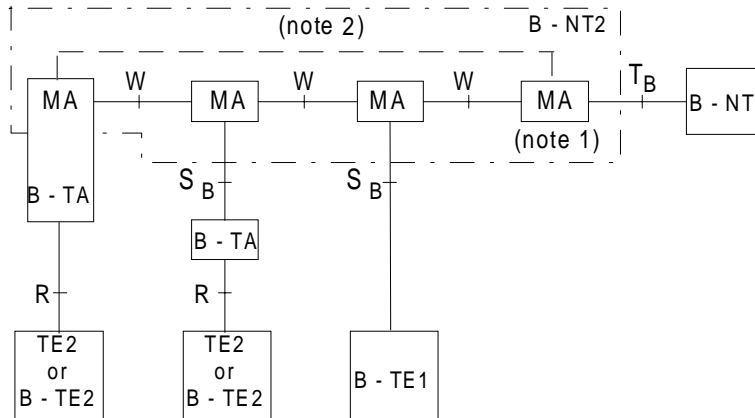 (note 2)
B - NT2
W
W
W
T B
MA
MA
MA
MA
B - NT
(note 1)
B - TA
S B
S B
B - TA
R
R
TE2
or
B - TE2
TE2
or
B - TE2
B - TE1